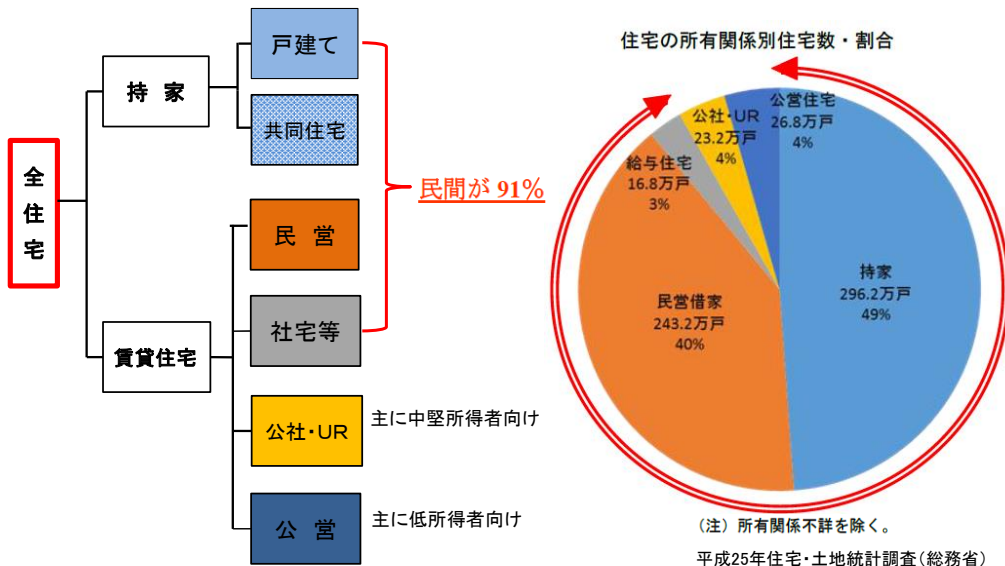 全
住
宅
持 家
賃貸住宅
戸建て
共同住宅
民 営
社宅等
公社・UR
公 営
民間が 91%
主に中堅所得者向け
主に低所得者向け
住宅の所有関係別住宅数・割合
公営住宅
26.8万戸
4%
公社・UR
23.2万戸
4%
給与住宅
16.8万戸
3%
民営借家
243.2万戸
40%
持家
296.2万戸
49%
(注) 所有関係不詳を除く。
平成25年住宅・土地統計調査(総務省)